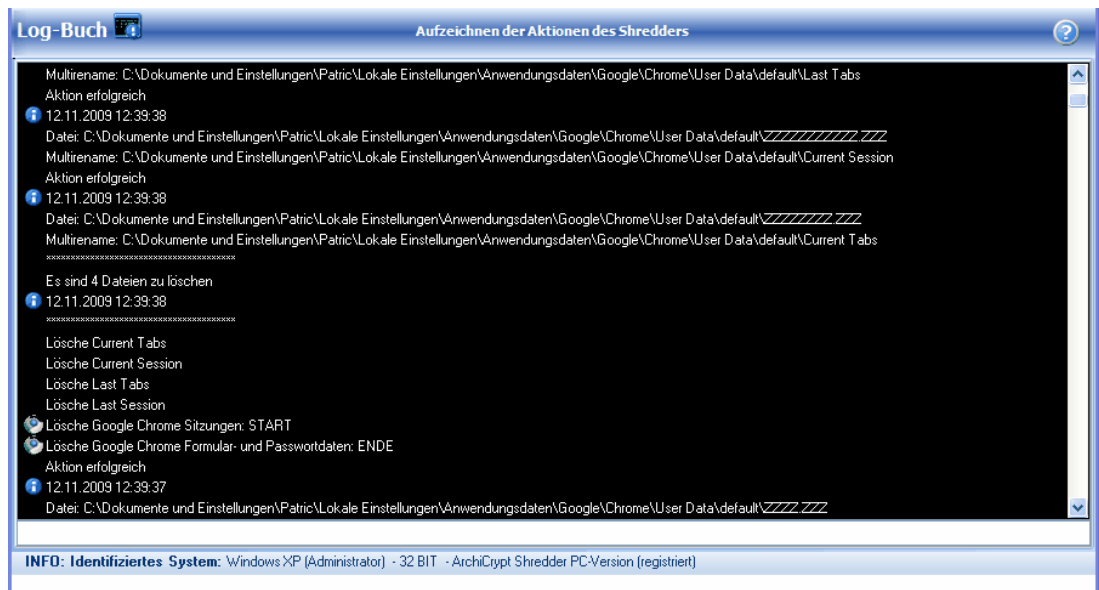 Log-Buch
Aufzeichnen der Aktionen des Shredders
Multirename: C:\Dokumente und Einstellungen\Patric\Lokale Einstellungen\Anwendungsdaten\Google\Chrome\User Data\default\Last Tabs
Aktion erfolgreich
12.11.2009 12:39:38
Datei: C:\Dokumente und Einstellungen\Patric\Lokale Einstellungen\Anwendungsdaten\Google\Chrome\User Data\default\ZZZZZZZZZZZZ.ZZZ
Multirename: C:\Dokumente und Einstellungen\Patric\Lokale Einstellungen\Anwendungsdaten\Google\Chrome\User Data\default\Current Session
Aktion erfolgreich
12.11.2009 12:39:38
Datei: C:\Dokumente und Einstellungen\Patric\Lokale Einstellungen\Anwendungsdaten\Google\Chrome\User Data\default\ZZZZZZZZZ.ZZZ
Multirename: C:\Dokumente und Einstellungen\Patric\Lokale Einstellungen\Anwendungsdaten\Google\Chrome\User Data\default\Current Tabs
***************************************
Es sind 4 Dateien zu löschen
12.11.2009 12:39:38
***************************************
Lösche Current Tabs
Lösche Current Session
Lösche Last Tabs
Lösche Last Session
Lösche Google Chrome Sitzungen: START
Lösche Google Chrome Formular- und Passwortdaten: ENDE
Aktion erfolgreich
12.11.2009 12:39:37
Datei: C:\Dokumente und Einstellungen\Patric\Lokale Einstellungen\Anwendungsdaten\Google\Chrome\User Data\default\ZZZZ.ZZZ
INFO: Identifiziertes System: Windows XP (Administrator) - 32 BIT - ArchiCrypt Shredder PC-Version (registriert)